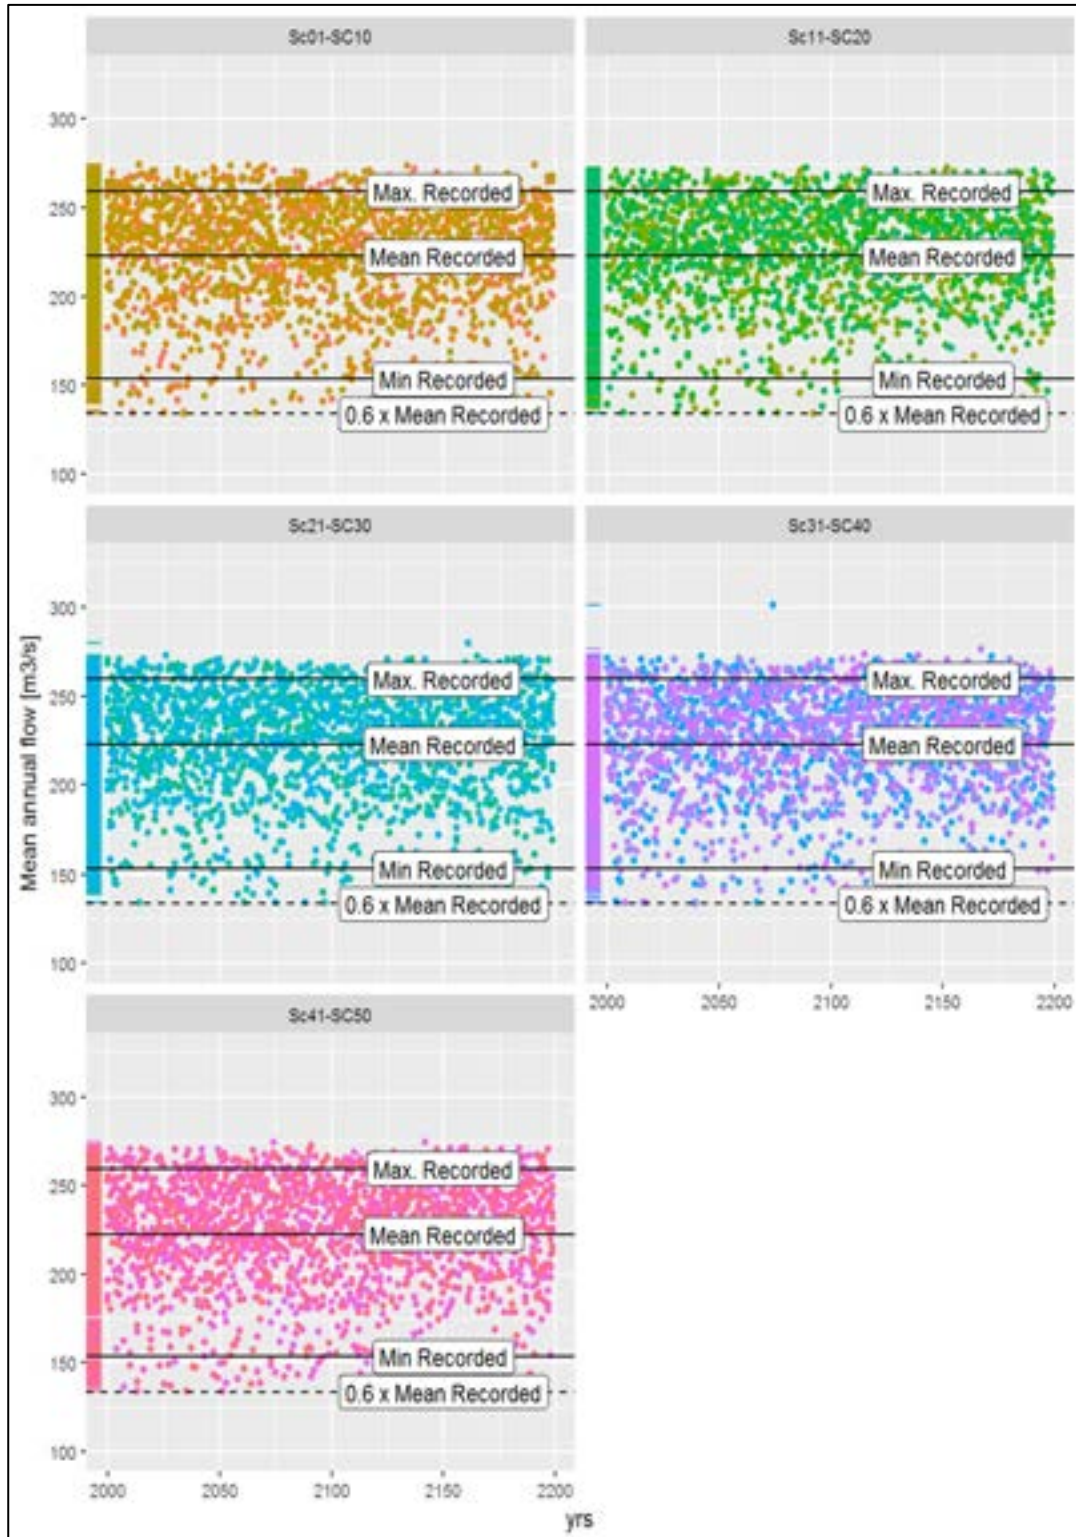 Sc01-SC10
Sc11-SC20
300
250
200
150
100
Max. Recorded
Mean Recorded
Min Recorded
0.6 x Mean Recorded
Max. Recorded
Mean Recorded
Min Recorded
0.6 x Mean Recorded
Sc21-SC30
Sc31-SC40
Mean annual flow [m3/s]
300
250
200
150
100
Max. Recorded
Mean Recorded
Min Recorded
0.6 x Mean Recorded
Max. Recorded
Mean Recorded
Min Recorded
0.6 x Mean Recorded
2000 2050 2100 2150 2200
Sc41-SC50
300
250
200
150
100
Max. Recorded
Mean Recorded
Min Recorded
0.6 x Mean Recorded
2000 2050 2100 2150 2200
yrs